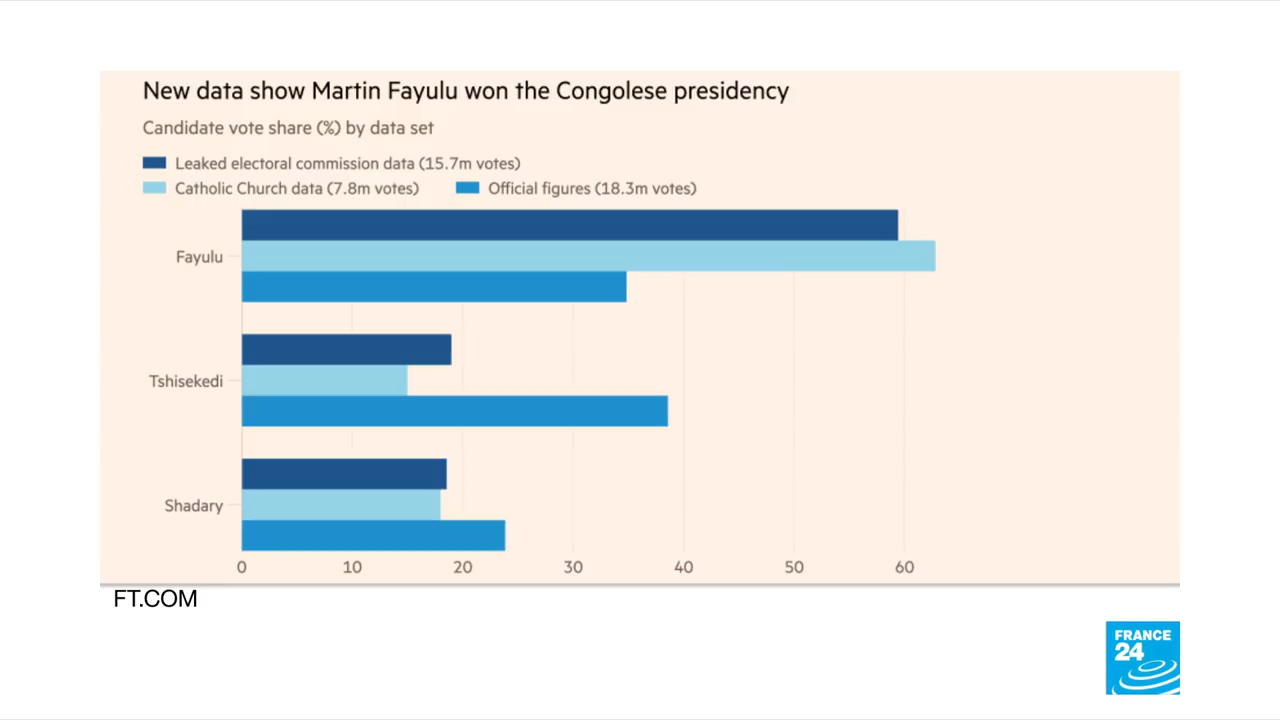 New data show Martin Fayulu won the Congolese presidency
Candidate vote share (%) by data set
Leaked electoral commission data (15.7m votes)
Catholic Church data (7.8m votes) Official figures (18.3m votes)
Fayulu
Tshisekedi
Shadary
0 10 20 30 40 50 60
FT.COM
FRANCE
24